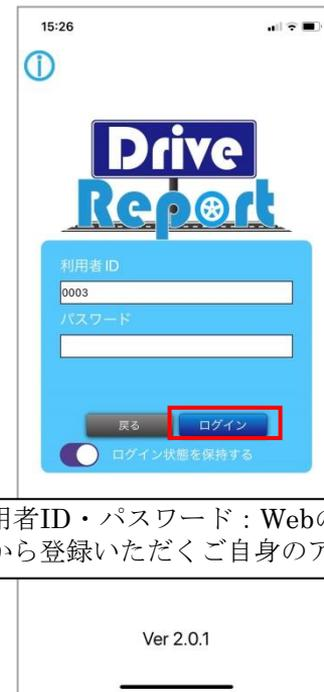 15:26
Drive
Report
利用者ID
0003
パスワード
戻る
ログイン
ログイン状態を保持する
用者ID・パスワード：Webの
から登録いただくご自身のア
Ver 2.0.1